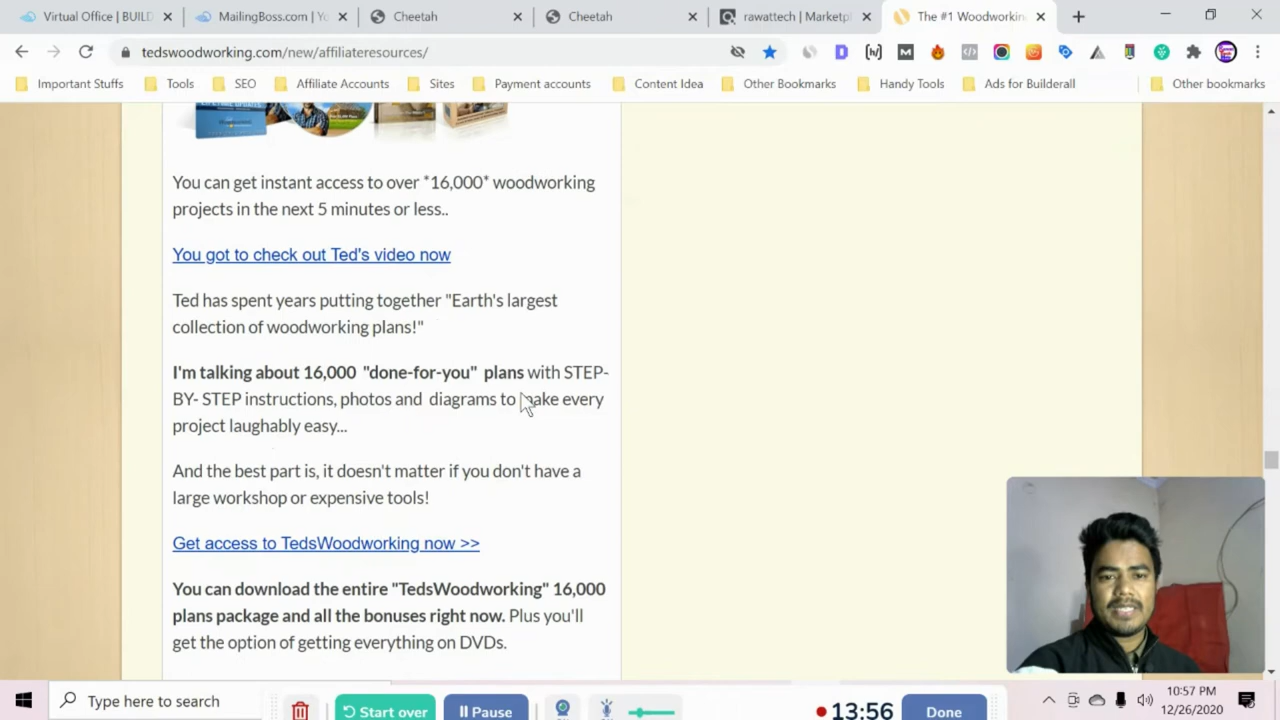 Virtual Office | BUILD
MailingBoss.com | Yo
Cheetah
Cheetah
rawattech | Marketpl
The #1 Woodworkin
tedswoodworking.com/new/affiliateresources/
Important Stuffs
Tools
SEO
Affiliate Accounts
Sites
Payment accounts
Content Idea
Other Bookmarks
Handy Tools
Ads for Builderall
Other bookmarks
You can get instant access to over *16,000* woodworking
projects in the next 5 minutes or less..
You got to check out Ted's video now
Ted has spent years putting together "Earth's largest
collection of woodworking plans!"
I'm talking about 16,000 "done-for-you" plans with STEP-
BY- STEP instructions, photos and diagrams to make every
project laughably easy...
And the best part is, it doesn't matter if you don't have a
large workshop or expensive tools!
Get access to TedsWoodworking now >>
You can download the entire "TedsWoodworking" 16,000
plans package and all the bonuses right now. Plus you'll
get the option of getting everything on DVDs.
Type here to search
Start over
Pause
13:56
Done
10:57 PM
12/26/2020